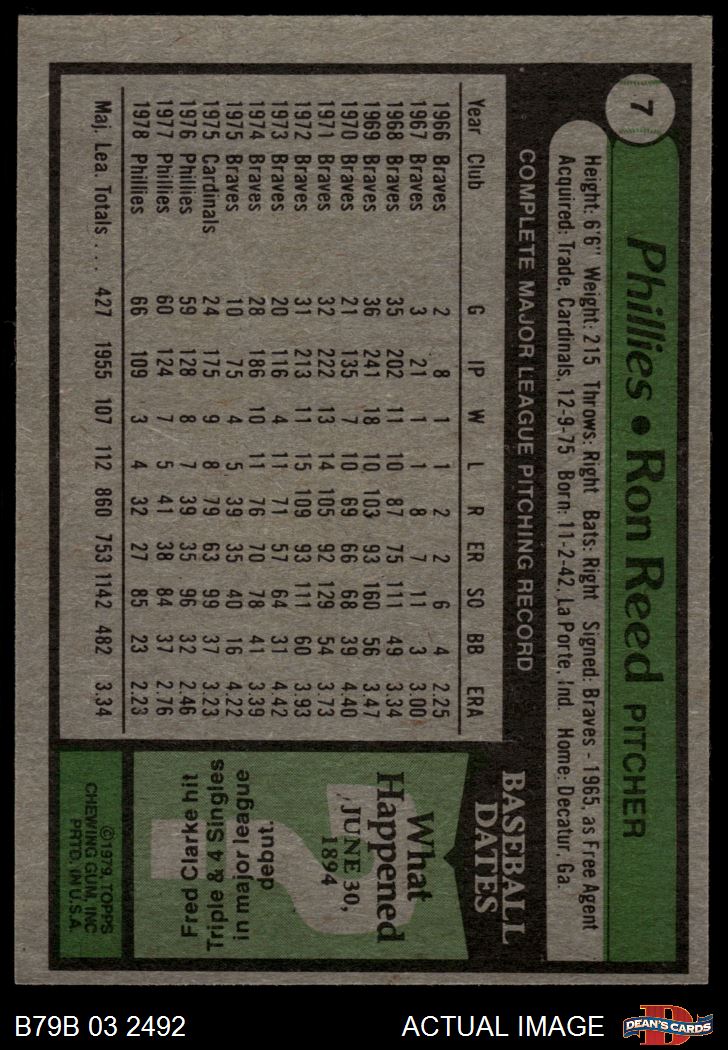 7
Phillies • Ron Reed PITCHER
Height: 6'6" Weight: 215 Throws: Right Bats: Right Signed: Braves - 1965, as Free Agent
Acquired: Trade, Cardinals, 12-9-75 Born: 11-2-42, La Porte, Ind. Home: Decatur, Ga.
COMPLETE MAJOR LEAGUE PITCHING RECORD
Year Club G IP W L R ER SO BB ERA
1966 Braves 2 8 1 1 2 2 6 4 2.25
1967 Braves 3 21 1 1 8 7 11 3 3.00
1968 Braves 35 202 11 10 87 75 111 49 3.34
1969 Braves 36 241 18 10 103 93 160 56 3.47
1970 Braves 21 135 7 10 69 66 68 39 4.40
1971 Braves 32 222 13 14 105 92 129 54 3.73
1972 Braves 31 213 11 15 109 93 111 60 3.93
1973 Braves 20 116 4 11 71 57 64 31 4.42
1974 Braves 28 186 10 11 76 70 78 41 3.39
1975 Braves 10 75 4 5 39 35 40 16 4.22
1975 Cardinals 24 175 9 8 79 63 99 37 3.23
1976 Phillies 59 128 8 7 39 35 96 32 2.46
1977 Phillies 60 124 7 5 41 38 84 37 2.76
1978 Phillies 66 109 3 4 32 27 85 23 2.23
Maj. Lea. Totals . . . 427 1955 107 112 860 753 1142 482 3.34
BASEBALL
DATES
What
Happened
JUNE 30,
1894
?
Fred Clarke hit
Triple & 4 Singles
in major league
debut.
©1979, TOPPS
CHEWING GUM, INC
PRTD. IN U.S.A.
B79B 03 2492
ACTUAL IMAGE
D
DEAN'S CARDS